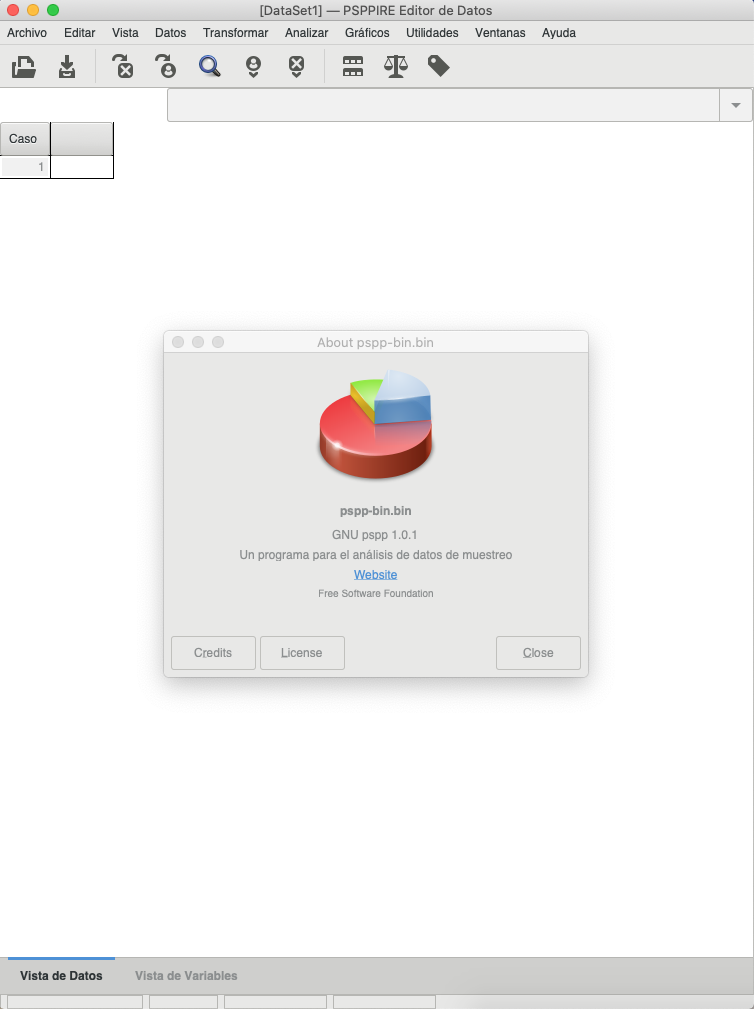 [DataSet1] — PSPPIRE Editor de Datos
Archivo Editar Vista Datos Transformar Analizar Gráficos Utilidades Ventanas Ayuda
Caso
1
About pspp-bin.bin
pspp-bin.bin
GNU pspp 1.0.1
Un programa para el análisis de datos de muestreo
Website
Free Software Foundation
Credits License Close
Vista de Datos Vista de Variables